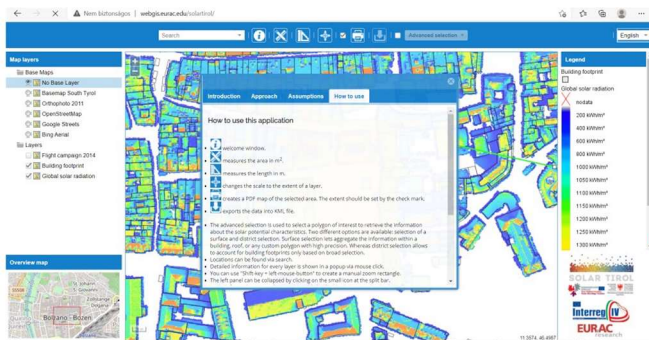 Nem biztonságos | webgis.eurac.edu/solartirol/
Search
Advanced selection
English
Map layers
Base Maps
No Base Layer
Basemap South Tyrol
Orthophoto 2011
OpenStreetMap
Google Streets
Bing Aerial
Layers
Flight campaign 2014
Building footprint
Global solar radiation
Overview map
Bolzano - Bozen
Introduction Approach Assumptions How to use
How to use this application
welcome window.
measures the area in m².
measures the length in m.
changes the scale to the extent of a layer.
creates a PDF map of the selected area. The extent should be set by the check mark.
exports the data into KML file.
• The advanced selection is used to select a polygon of interest to retrieve the information
about the solar potential characteristics. Two different options are available: selection of a
surface and district selection. Surface selection lets aggregate the information within a
building, roof, or any custom polygon with high precision. Whereas district selection allows
to account for building footprints only based on broad selection.
• Locations can be found via search.
• Detailed information for every layer is shown in a popup via mouse click.
• You can use "Shift key + left-mouse-button" to create a manual zoom rectangle.
• The left panel can be collapsed by clicking on the small icon at the split bar.
Legend
Building footprint
Global solar radiation
nodata
200 kWh/m²
400 kWh/m²
600 kWh/m²
800 kWh/m²
1000 kWh/m²
1050 kWh/m²
1100 kWh/m²
1150 kWh/m²
1200 kWh/m²
1250 kWh/m²
1300 kWh/m²
SOLAR TIROL
Interreg IV
EURAC
research